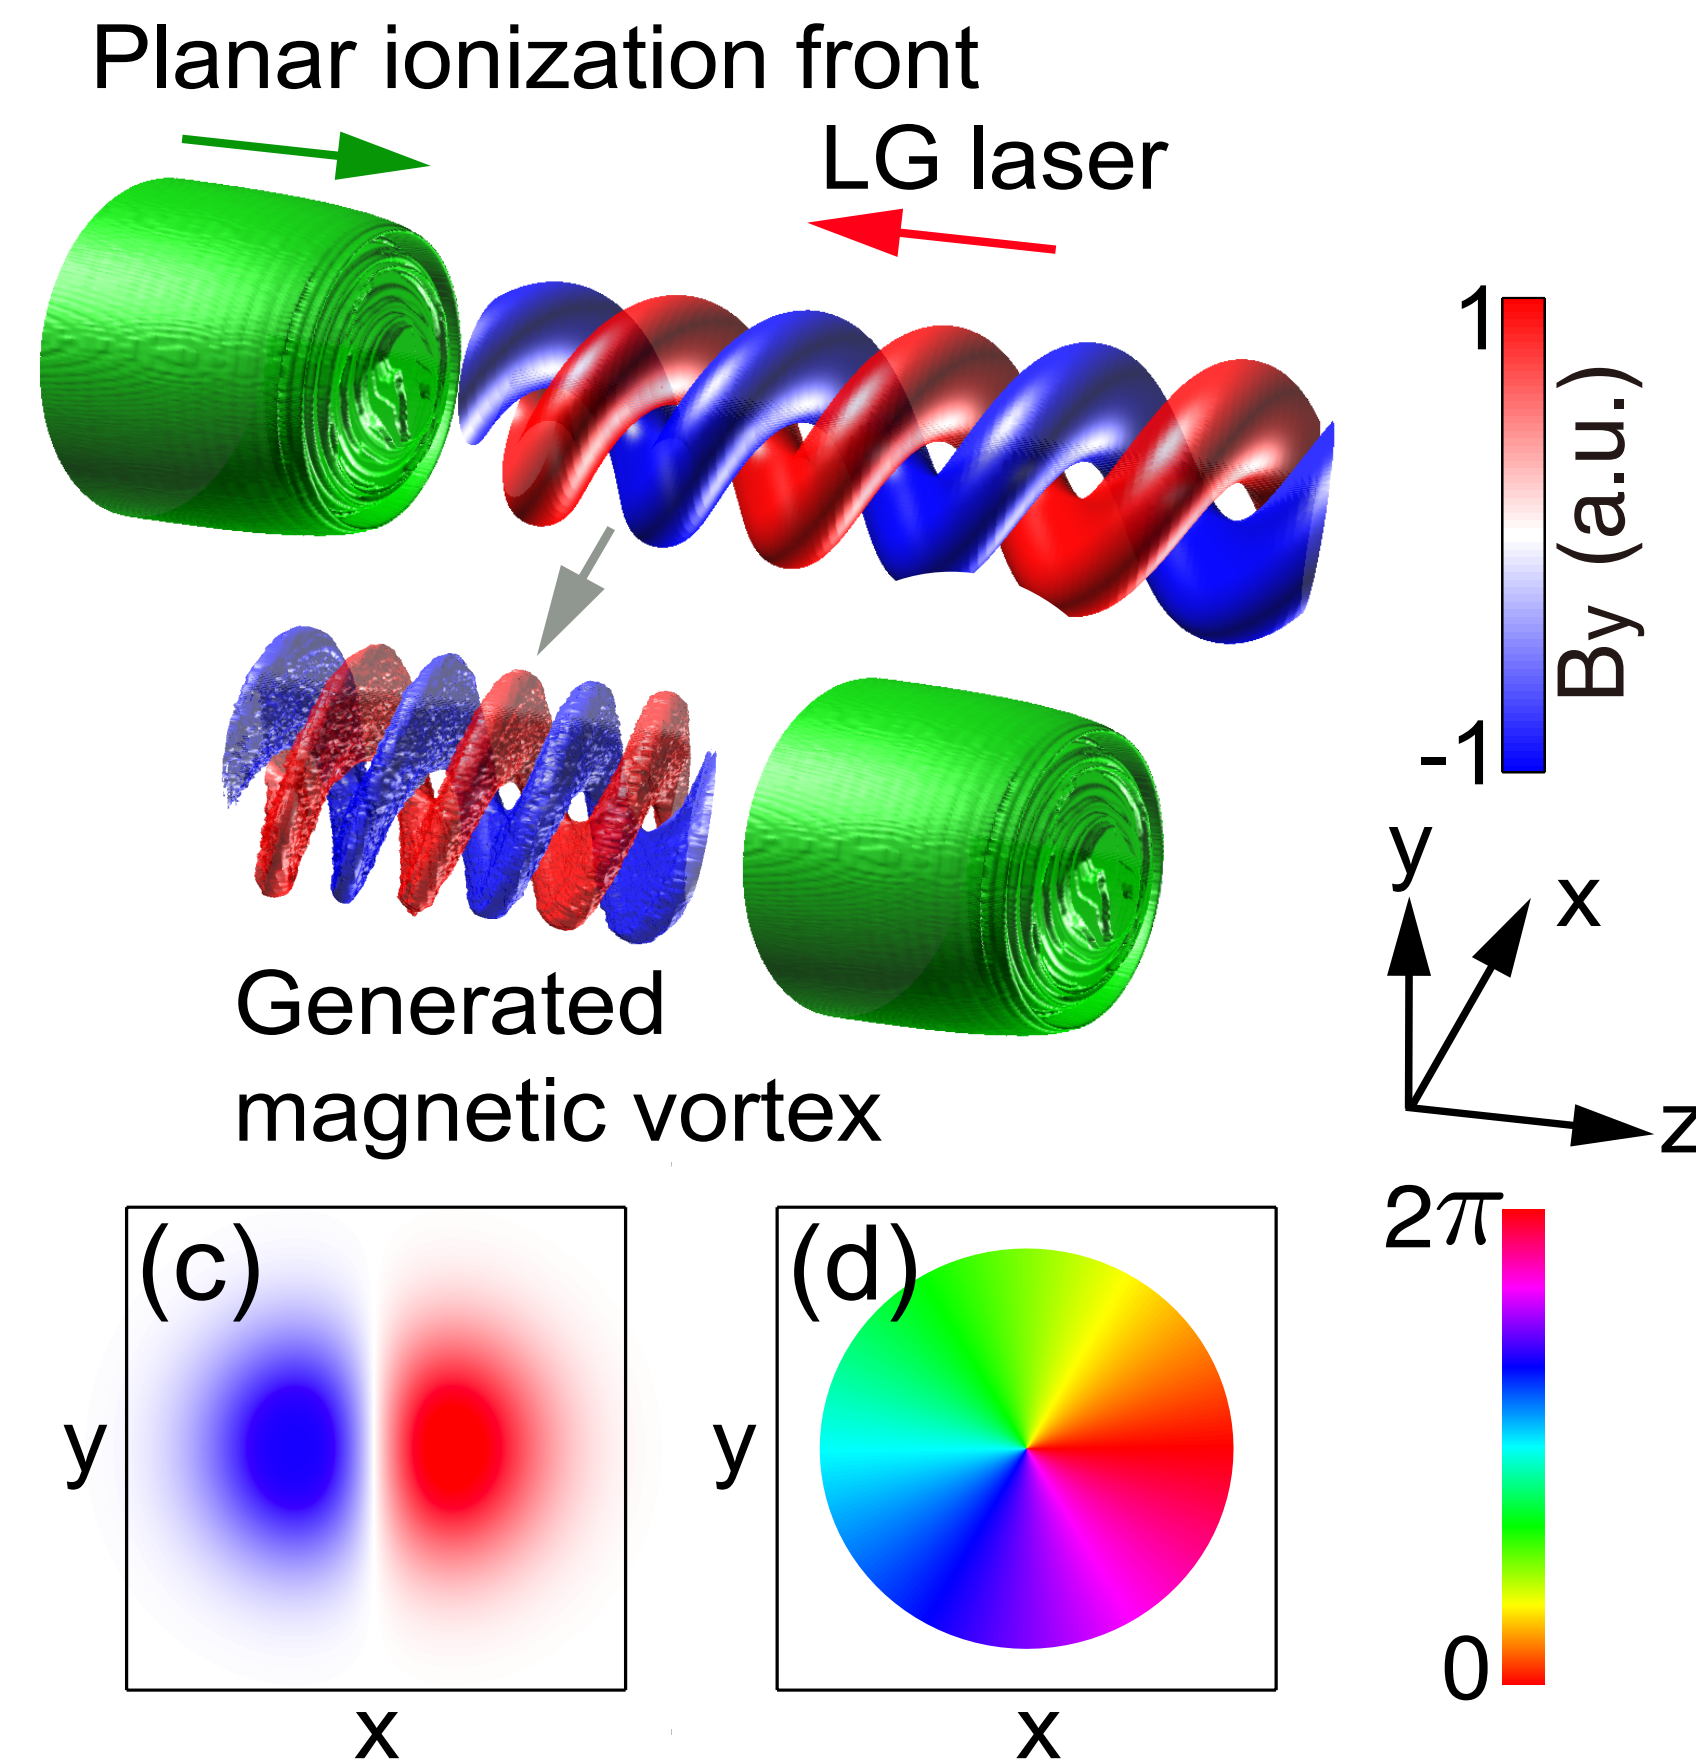 Planar ionization front
LG laser
1
By (a.u.)
-1
y
x
z
Generated
magnetic vortex
(c)
y
x
(d)
y
x
2π
0